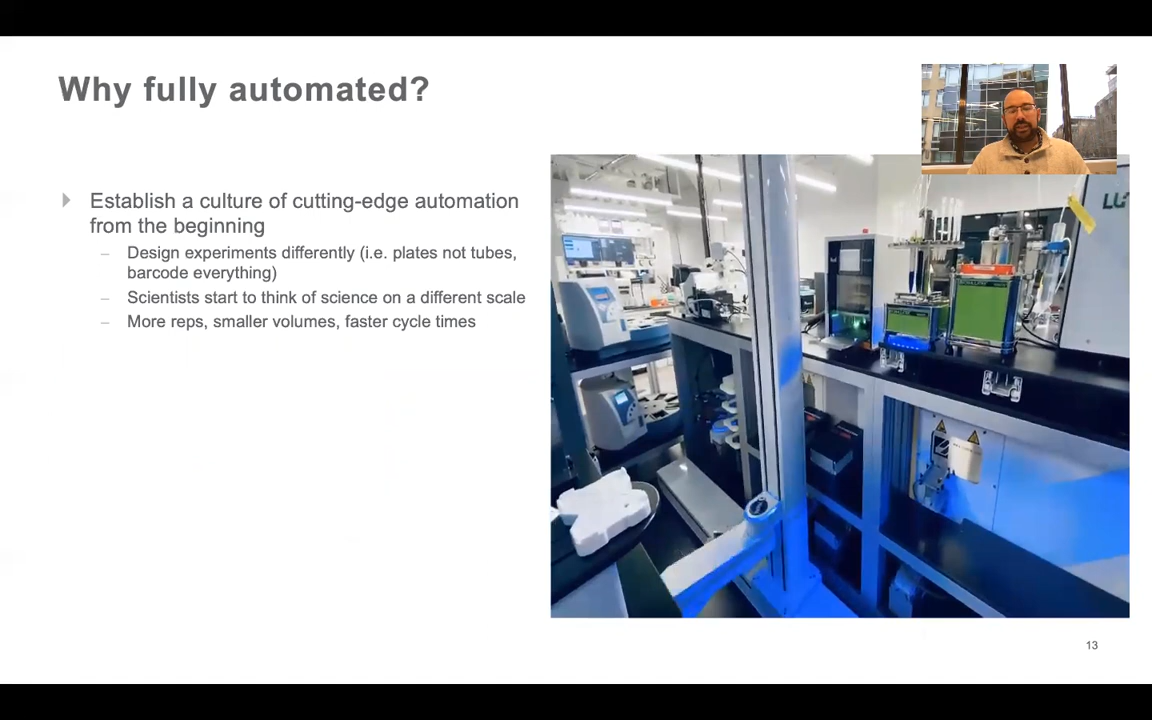 Why fully automated?
Establish a culture of cutting-edge automation
from the beginning
– Design experiments differently (i.e. plates not tubes,
barcode everything)
– Scientists start to think of science on a different scale
– More reps, smaller volumes, faster cycle times
13